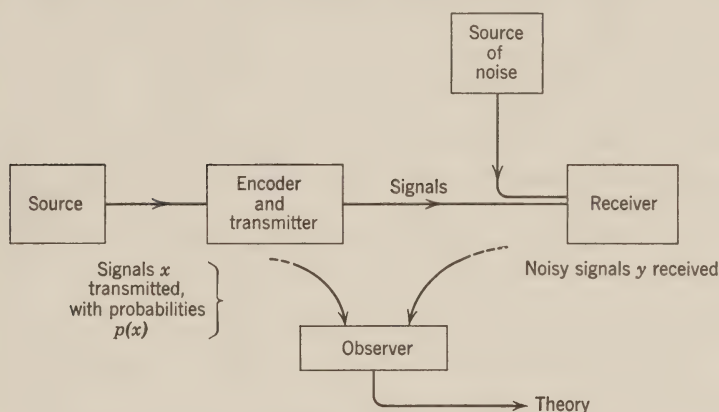 Source
of
noise
Source
Encoder
and
transmitter
Signals
Receiver
Signals x
transmitted,
with probabilities
p(x)
Noisy signals y received
Observer
Theory